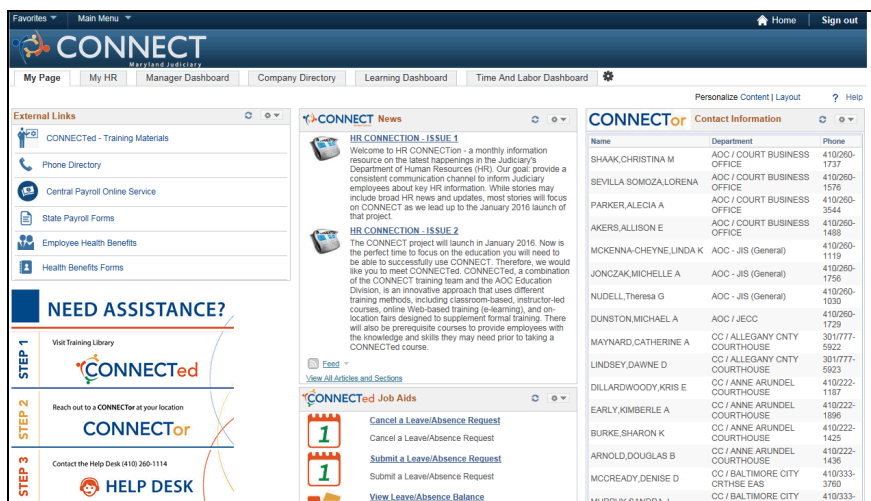 Favorites Main Menu Home Sign out
CONNECT
Maryland Judiciary
My Page My HR Manager Dashboard Company Directory Learning Dashboard Time And Labor Dashboard
Personalize Content | Layout ? Help
External Links
CONNECTed - Training Materials
Phone Directory
Central Payroll Online Service
State Payroll Forms
Employee Health Benefits
Health Benefits Forms
NEED ASSISTANCE?
STEP 1
Visit Training Library
CONNECTed
STEP 2
Reach out to a CONNECTor at your location
CONNECTor
STEP 3
Contact the Help Desk (410) 260-1114
HELP DESK
CONNECT News
HR CONNECTION - ISSUE 1
Welcome to HR CONNECTion - a monthly information
resource on the latest happenings in the Judiciary's
Department of Human Resources (HR). Our goal: provide a
consistent communication channel to inform Judiciary
employees about key HR information. While stories may
include broad HR news and updates, most stories will focus
on CONNECT as we lead up to the January 2016 launch of
that project.
HR CONNECTION - ISSUE 2
The CONNECT project will launch in January 2016. Now is
the perfect time to focus on the education you will need to
be able to successfully use CONNECT. Therefore, we would
like you to meet CONNECTed. CONNECTed, a combination
of the CONNECT training team and the AOC Education
Division, is an innovative approach that uses different
training methods, including classroom-based, instructor-led
courses, online Web-based training (e-learning), and on-
location fairs designed to supplement formal training. There
will also be prerequisite courses to provide employees with
the knowledge and skills they may need prior to taking a
CONNECTed course.
Feed
View All Articles and Sections
CONNECTed Job Aids
1
Cancel a Leave/Absence Request
Cancel a Leave/Absence Request
1
Submit a Leave/Absence Request
Submit a Leave/Absence Request
View Leave/Absence Balance
CONNECTor Contact Information
Name Department Phone
SHAAK,CHRISTINA M AOC / COURT BUSINESS OFFICE 410/260-1737
SEVILLA SOMOZA,LORENA AOC / COURT BUSINESS OFFICE 410/260-1576
PARKER,ALECIA A AOC / COURT BUSINESS OFFICE 410/260-3544
AKERS,ALLISON E AOC / COURT BUSINESS OFFICE 410/260-1488
MCKENNA-CHEYNE,LINDA K AOC - JIS (General) 410/260-1119
JONCZAK,MICHELLE A AOC - JIS (General) 410/260-1756
NUDELL,Theresa G AOC - JIS (General) 410/260-1030
DUNSTON,MICHAEL A AOC / JECC 410/260-1729
MAYNARD,CATHERINE A CC / ALLEGANY CNTY COURTHOUSE 301/777-5922
LINDSEY,DAWNE D CC / ALLEGANY CNTY COURTHOUSE 301/777-5923
DILLARDWOODY,KRIS E CC / ANNE ARUNDEL COURTHOUSE 410/222-1187
EARLY,KIMBERLE A CC / ANNE ARUNDEL COURTHOUSE 410/222-1896
BURKE,SHARON K CC / ANNE ARUNDEL COURTHOUSE 410/222-1425
ARNOLD,DOUGLAS B CC / ANNE ARUNDEL COURTHOUSE 410/222-1436
MCCREADY,DENISE D CC / BALTIMORE CITY CRTHSE EAS 410/333-3760
CC / BALTIMORE CITY 410/333-